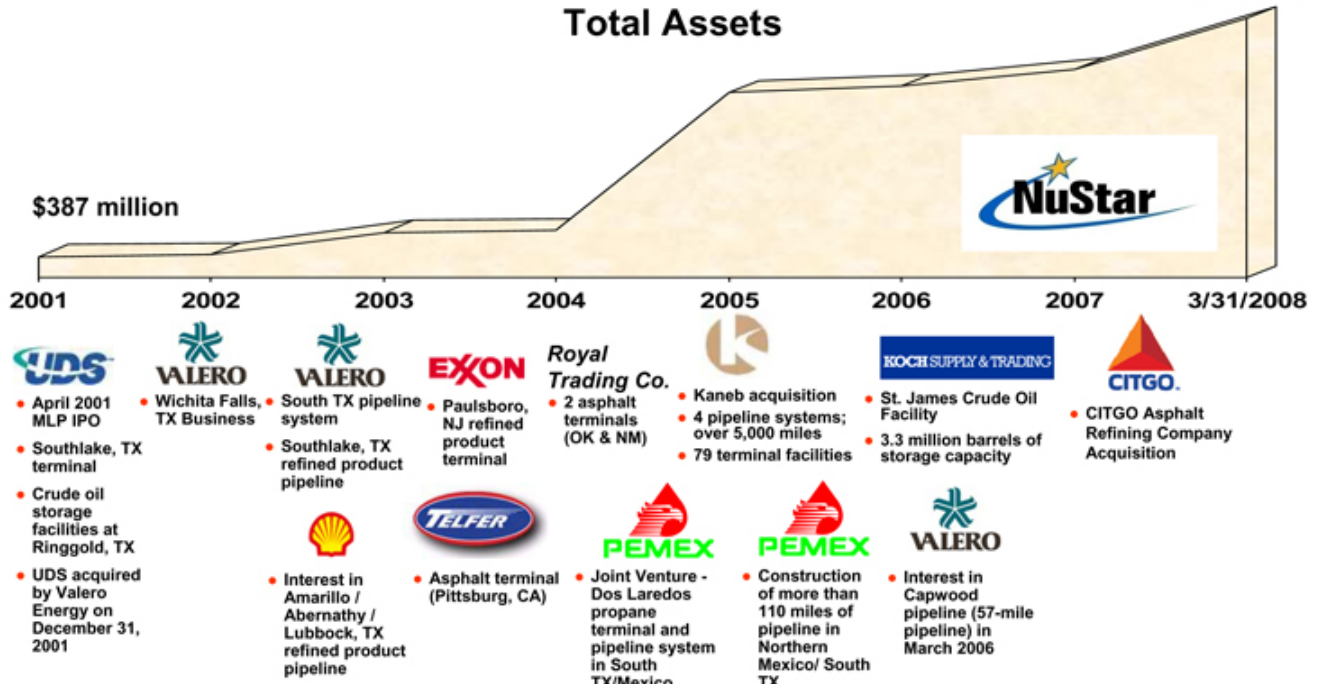 Total Assets
$387 million
NuStar
2001
2002
2003
2004
2005
2006
2007
3/31/2008
UDS
• April 2001
MLP IPO
• Southlake, TX
terminal
• Crude oil
storage
facilities at
Ringgold, TX
• UDS acquired
by Valero
Energy on
December 31,
2001
VALERO
• Wichita Falls,
TX Business
VALERO
• South TX pipeline
system
• Southlake, TX
refined product
pipeline
• Interest in
Amarillo /
Abernathy /
Lubbock, TX
refined product
pipeline
EXXON
• Paulsboro,
NJ refined
product
terminal
TELFER
• Asphalt terminal
(Pittsburg, CA)
Royal
Trading Co.
• 2 asphalt
terminals
(OK & NM)
PEMEX
• Joint Venture -
Dos Laredos
propane
terminal and
pipeline system
in South
TX/Mexico
K
• Kaneb acquisition
• 4 pipeline systems;
over 5,000 miles
• 79 terminal facilities
PEMEX
• Construction
of more than
110 miles of
pipeline in
Northern
Mexico/ South
TX
KOCH SUPPLY & TRADING
• St. James Crude Oil
Facility
• 3.3 million barrels of
storage capacity
VALERO
• Interest in
Capwood
pipeline (57-mile
pipeline) in
March 2006
CITGO.
• CITGO Asphalt
Refining Company
Acquisition